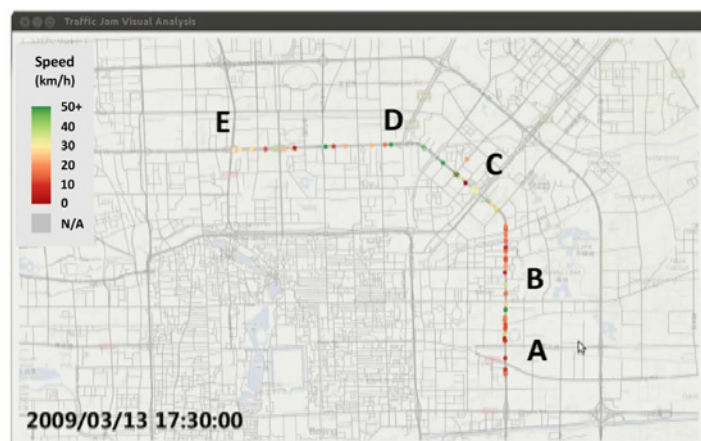 Traffic Jam Visual Analysis
Speed
(km/h)
50+
40
30
20
10
0
N/A
E
D
C
B
A
2009/03/13 17:30:00